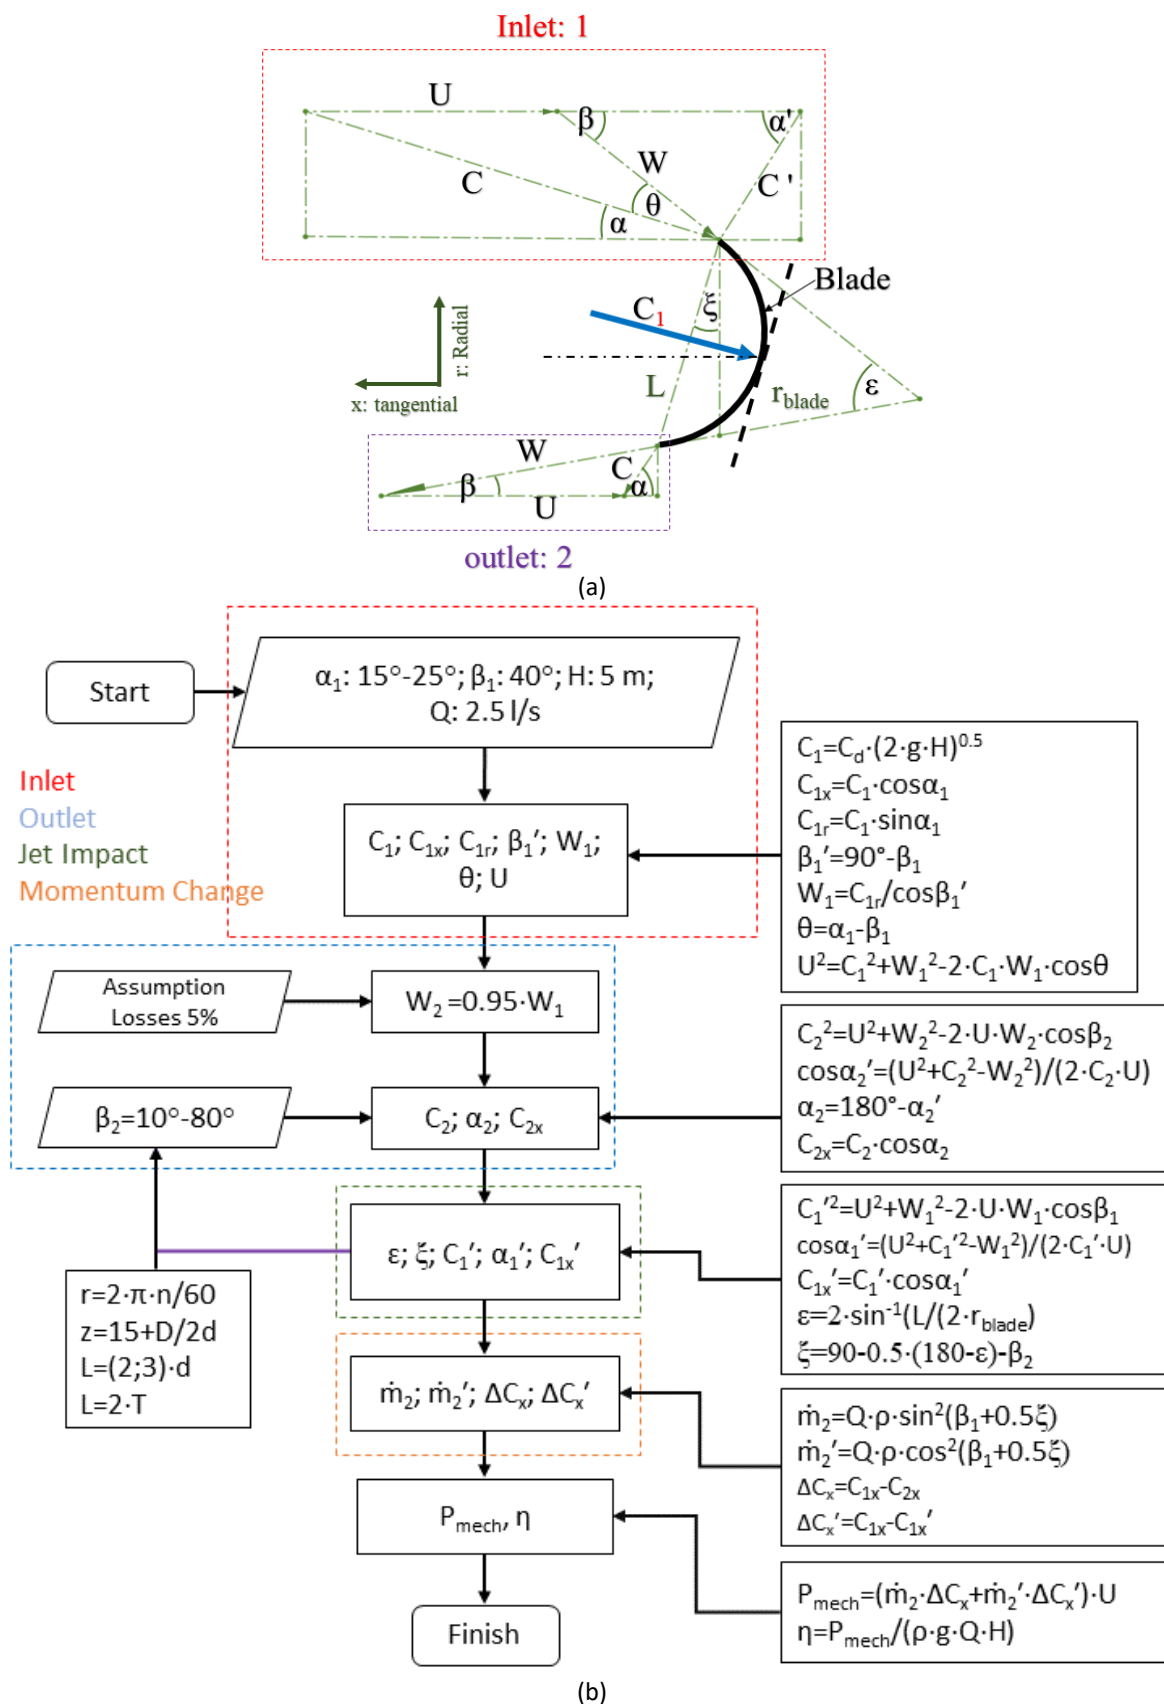 Inlet: 1
U
β
α'
W
C
C '
θ
α
Blade
C₁
ξ
r: Radial
x: tangential
L
r_blade
ε
W
C
β
α
U
outlet: 2
(a)
Start
α₁: 15°-25°; β₁: 40°; H: 5 m;
Q: 2.5 l/s
Inlet
Outlet
Jet Impact
Momentum Change
C₁; C₁ₓ; C₁ᵣ; β₁′; W₁;
θ; U
C₁=C_d·(2·g·H)^0.5
C₁ₓ=C₁·cosα₁
C₁ᵣ=C₁·sinα₁
β₁′=90°-β₁
W₁=C₁ᵣ/cosβ₁′
θ=α₁-β₁
U²=C₁²+W₁²-2·C₁·W₁·cosθ
Assumption
Losses 5%
W₂=0.95·W₁
β₂=10°-80°
C₂; α₂; C₂ₓ
C₂²=U²+W₂²-2·U·W₂·cosβ₂
cosα₂′=(U²+C₂²-W₂²)/(2·C₂·U)
α₂=180°-α₂′
C₂ₓ=C₂·cosα₂
ε; ξ; C₁′; α₁′; C₁ₓ′
C₁′²=U²+W₁²-2·U·W₁·cosβ₁
cosα₁′=(U²+C₁′²-W₁²)/(2·C₁′·U)
C₁ₓ′=C₁′·cosα₁′
ε=2·sin⁻¹(L/(2·r_blade)
ξ=90-0.5·(180-ε)-β₂
r=2·π·n/60
z=15+D/2d
L=(2;3)·d
L=2·T
ṁ₂; ṁ₂′; ΔCₓ; ΔCₓ′
ṁ₂=Q·ρ·sin²(β₁+0.5ξ)
ṁ₂′=Q·ρ·cos²(β₁+0.5ξ)
ΔCₓ=C₁ₓ-C₂ₓ
ΔCₓ′=C₁ₓ-C₁ₓ′
P_mech, η
P_mech=(ṁ₂·ΔCₓ+ṁ₂′·ΔCₓ′)·U
η=P_mech/(ρ·g·Q·H)
Finish
(b)